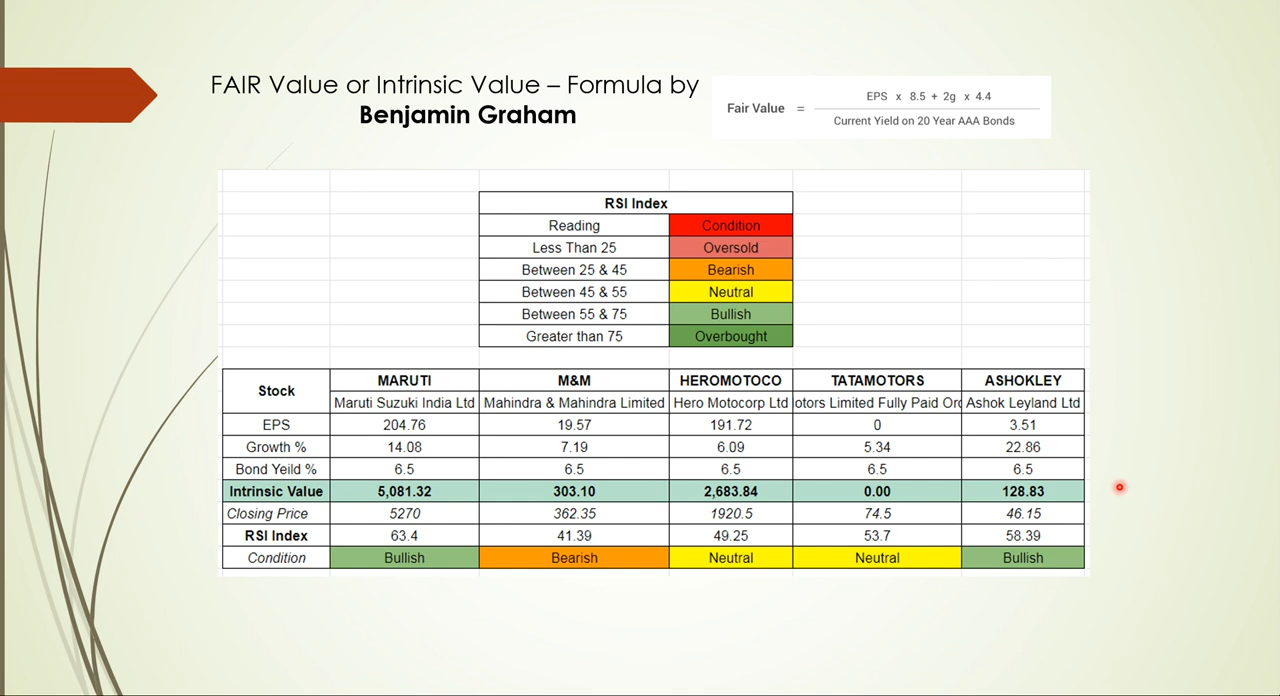 FAIR Value or Intrinsic Value – Formula by
Benjamin Graham
Fair Value = EPS x 8.5 + 2g x 4.4
Current Yield on 20 Year AAA Bonds
RSI Index
Reading Condition
Less Than 25 Oversold
Between 25 & 45 Bearish
Between 45 & 55 Neutral
Between 55 & 75 Bullish
Greater than 75 Overbought
Stock MARUTI M&M HEROMOTOCO TATAMOTORS ASHOKLEY
Maruti Suzuki India Ltd Mahindra & Mahindra Limited Hero Motocorp Ltd otors Limited Fully Paid Ord Ashok Leyland Ltd
EPS 204.76 19.57 191.72 0 3.51
Growth % 14.08 7.19 6.09 5.34 22.86
Bond Yeild % 6.5 6.5 6.5 6.5 6.5
Intrinsic Value 5,081.32 303.10 2,683.84 0.00 128.83
Closing Price 5270 362.35 1920.5 74.5 46.15
RSI Index 63.4 41.39 49.25 53.7 58.39
Condition Bullish Bearish Neutral Neutral Bullish